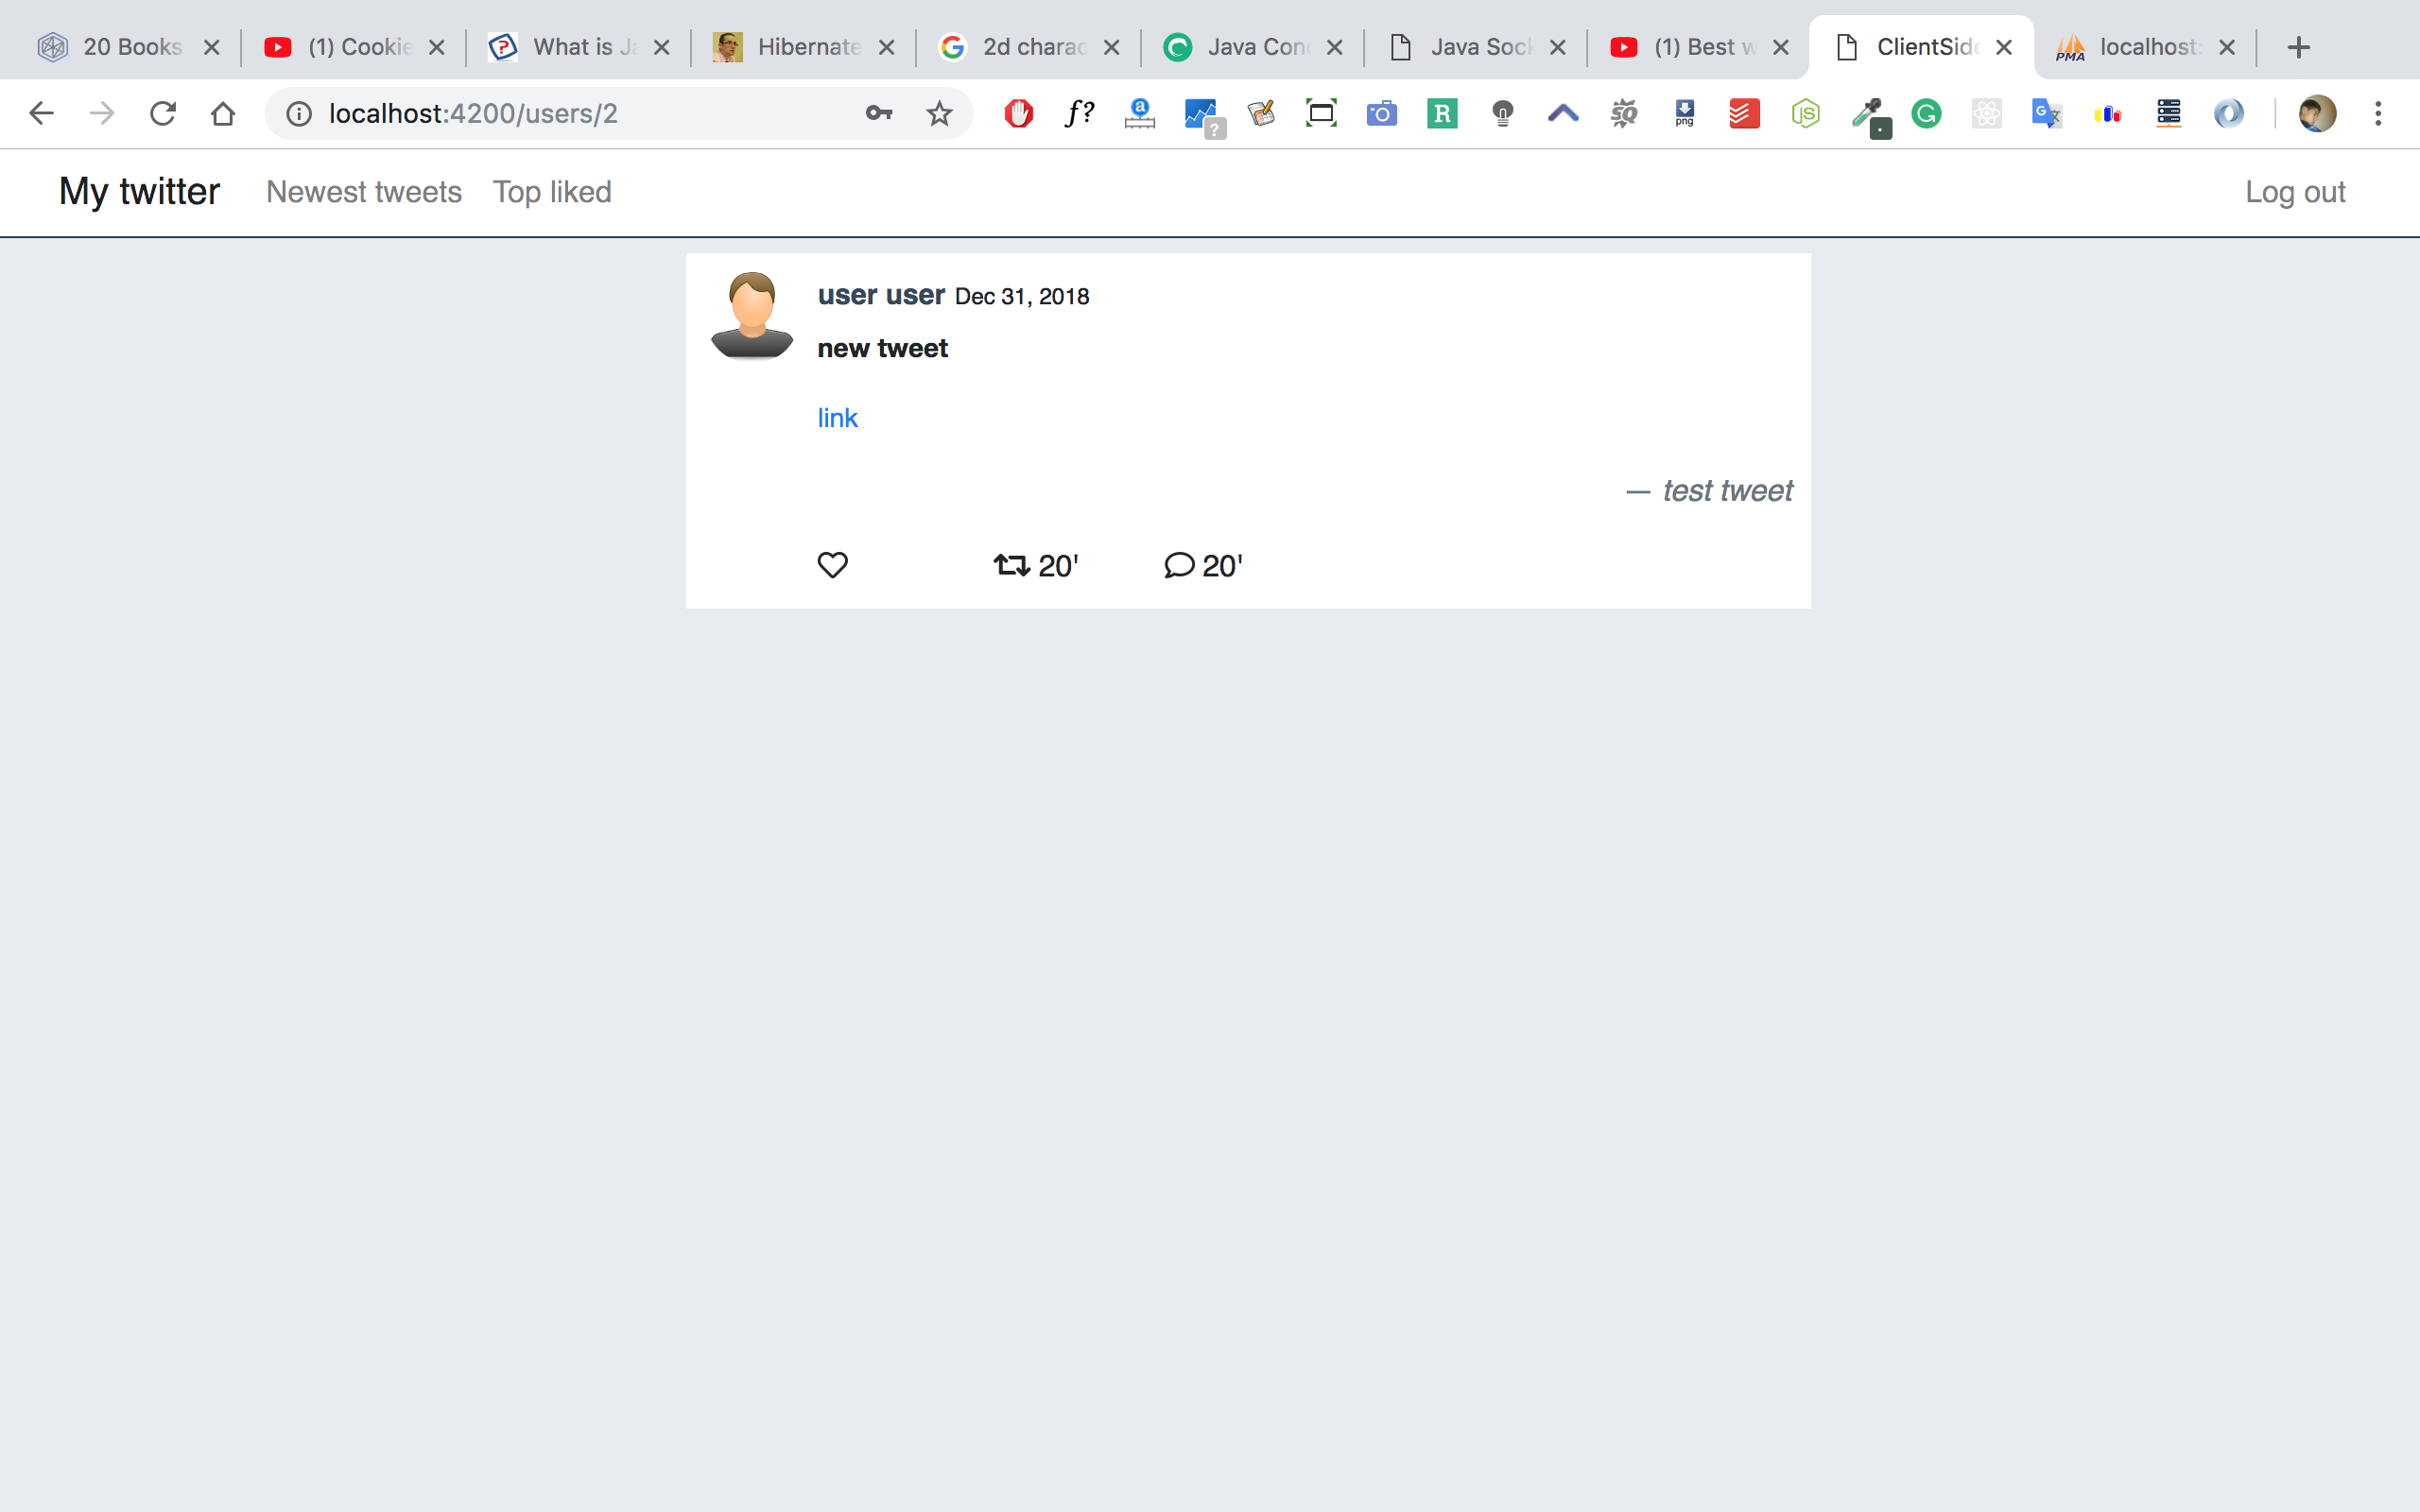 20 Books (1) Cookie What is Ja Hibernate 2d charac Java Con Java Sock (1) Best w ClientSide localhost: PMA
localhost:4200/users/2
f? a ? R SQ png JS G G
My twitter Newest tweets Top liked Log out
user user Dec 31, 2018
new tweet
link
— test tweet
20' 20'